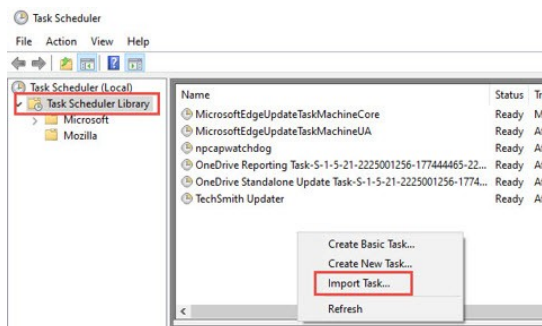 Task Scheduler
File Action View Help
Task Scheduler (Local)
Task Scheduler Library
Microsoft
Mozilla
Name Status
MicrosoftEdgeUpdateTaskMachineCore Ready
MicrosoftEdgeUpdateTaskMachineUA Ready
npcapwatchdog Ready
OneDrive Reporting Task-S-1-5-21-2225001256-177444465-22... Ready
OneDrive Standalone Update Task-S-1-5-21-2225001256-1774... Ready
TechSmith Updater Ready
Create Basic Task...
Create New Task...
Import Task...
Refresh